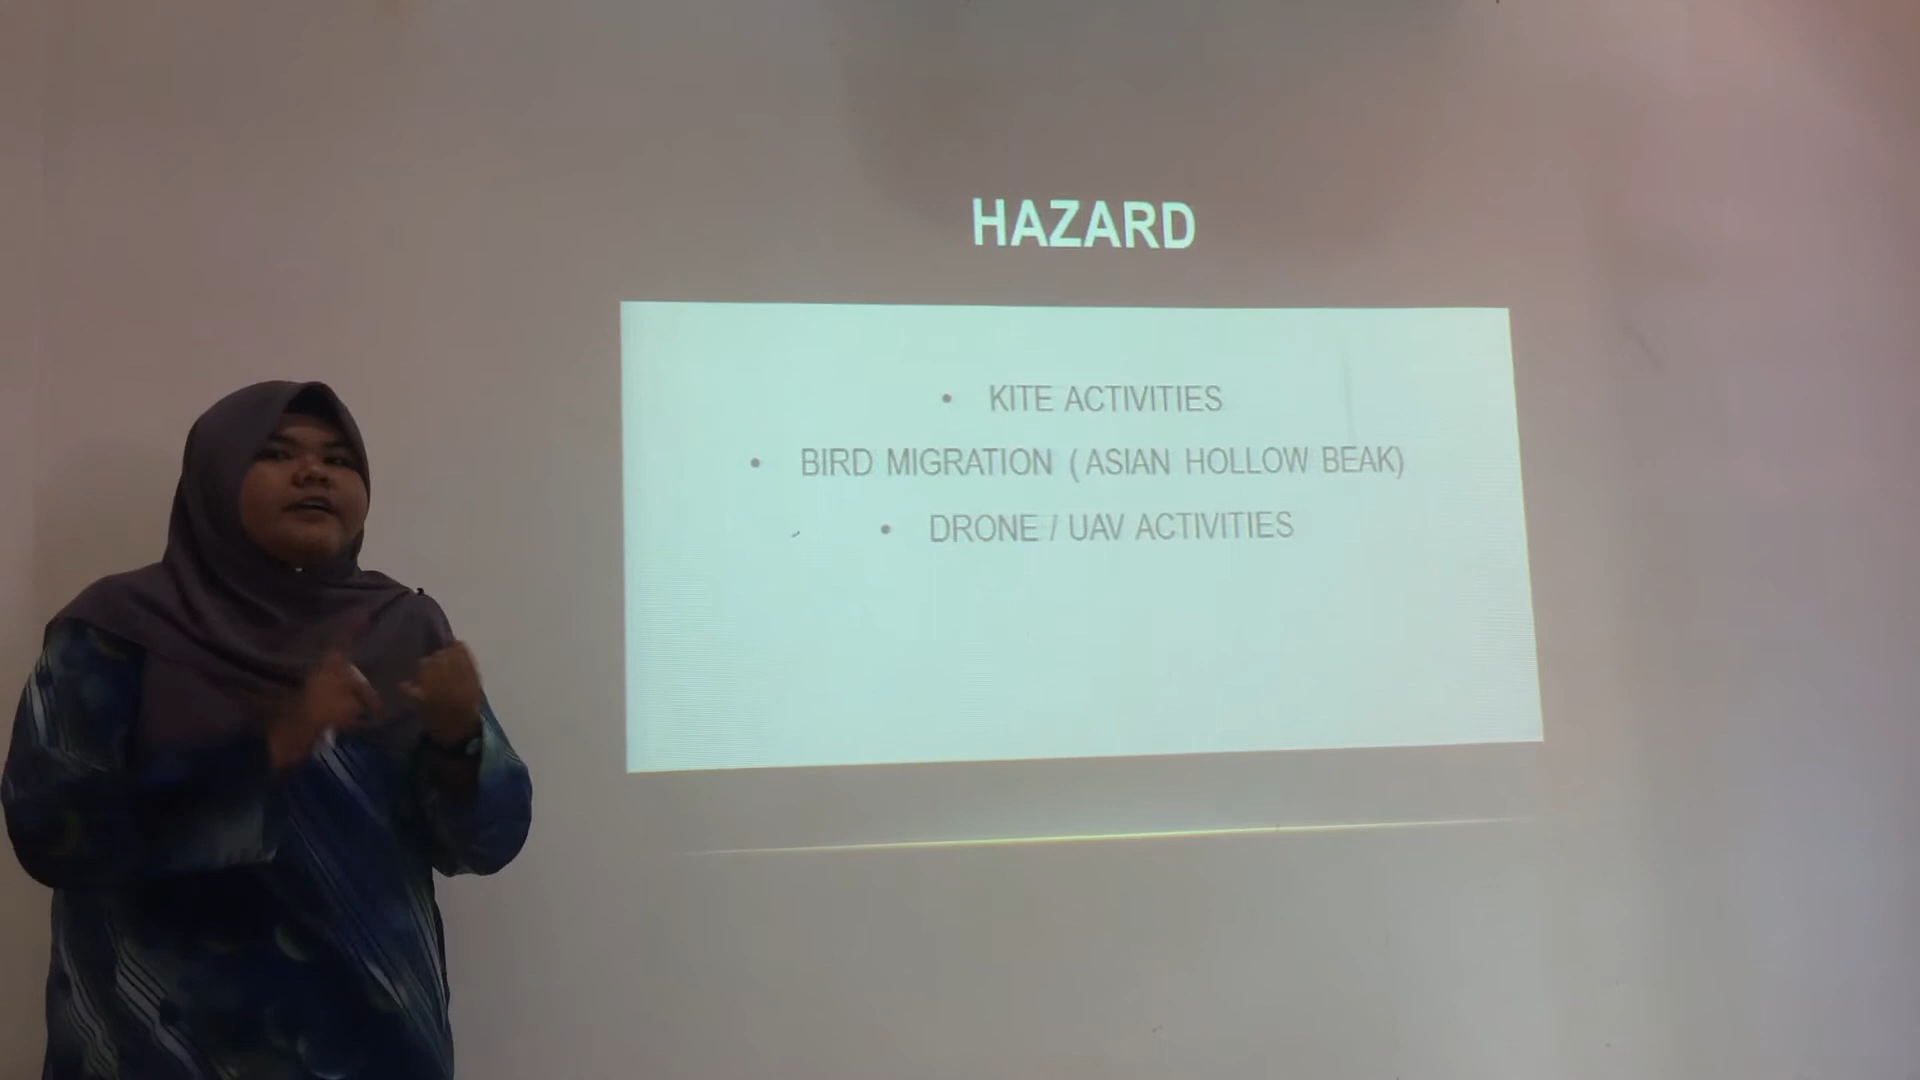 HAZARD
• KITE ACTIVITIES
• BIRD MIGRATION ( ASIAN HOLLOW BEAK)
• DRONE / UAV ACTIVITIES